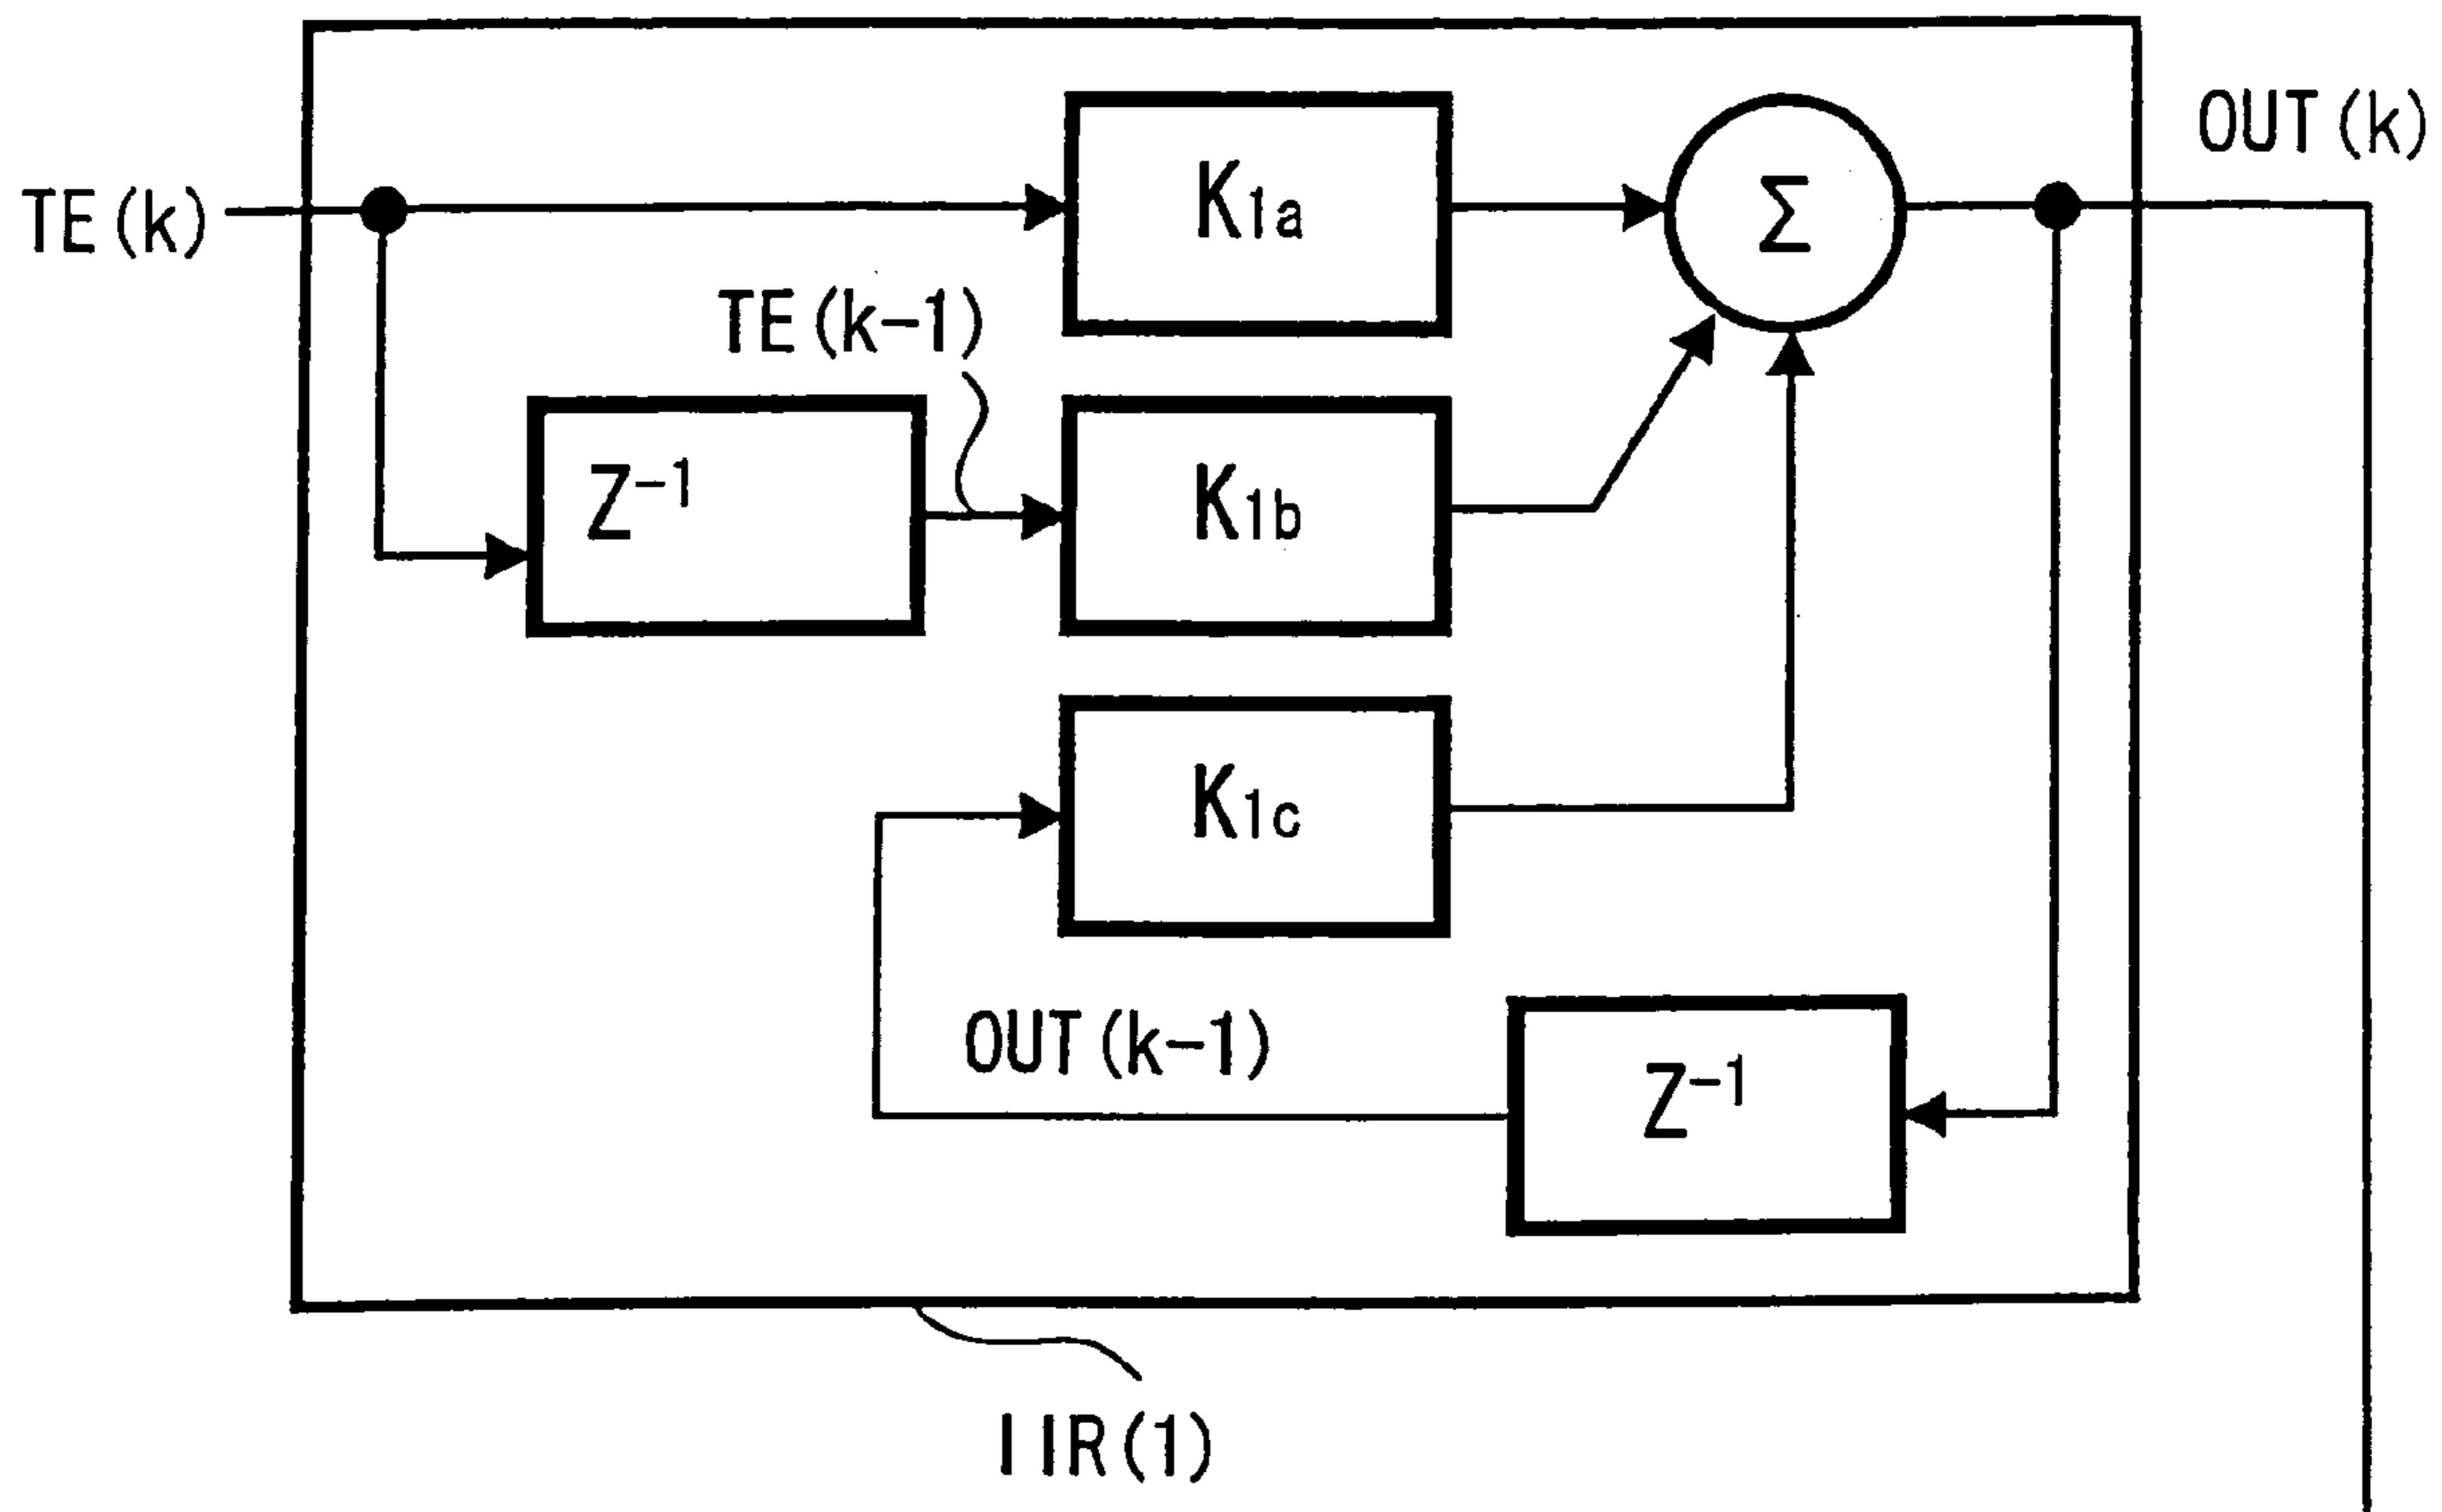 OUT(k)
TE(k)
K1a
Σ
TE(k-1)
Z-1
K1b
K1c
OUT(k-1)
Z-1
IIR(1)